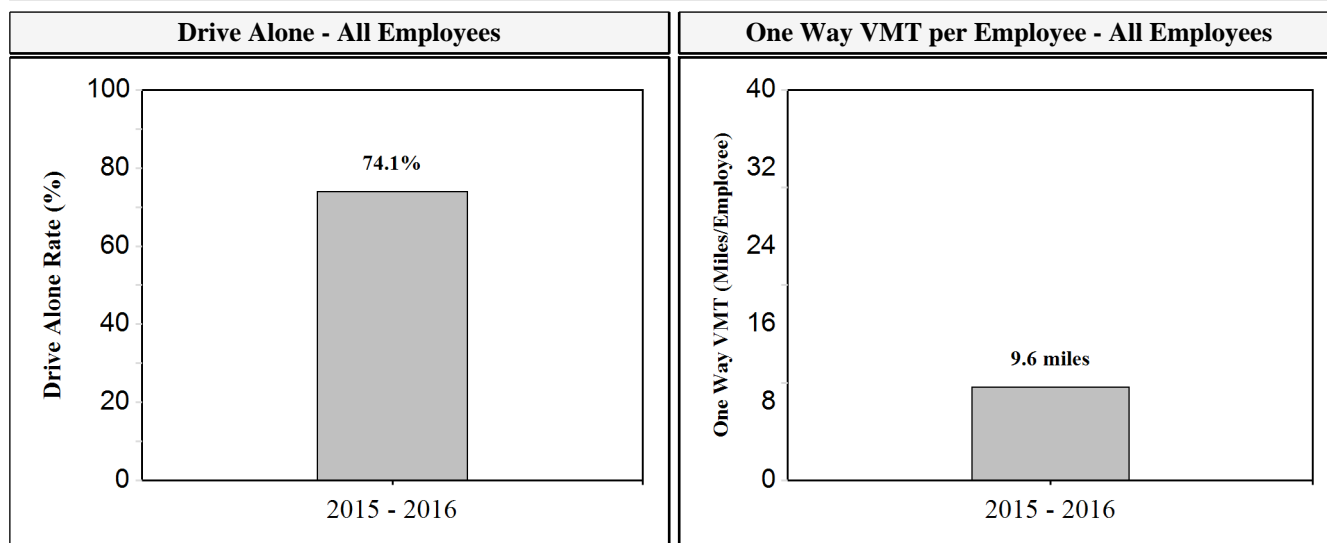 Drive Alone - All Employees
One Way VMT per Employee - All Employees
Drive Alone Rate (%)
100
80
60
40
20
0
74.1%
2015 - 2016
One Way VMT (Miles/Employee)
40
32
24
16
8
0
9.6 miles
2015 - 2016